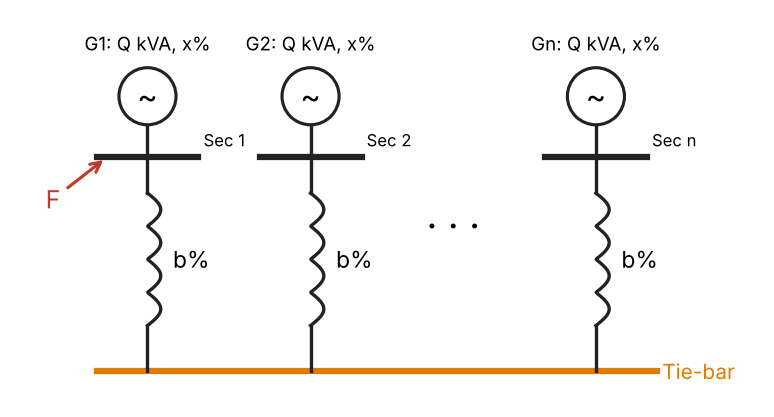 G1: Q kVA, x%
G2: Q kVA, x%
Gn: Q kVA, x%
~
~
~
Sec 1
Sec 2
Sec n
F
. . .
b%
b%
b%
Tie-bar